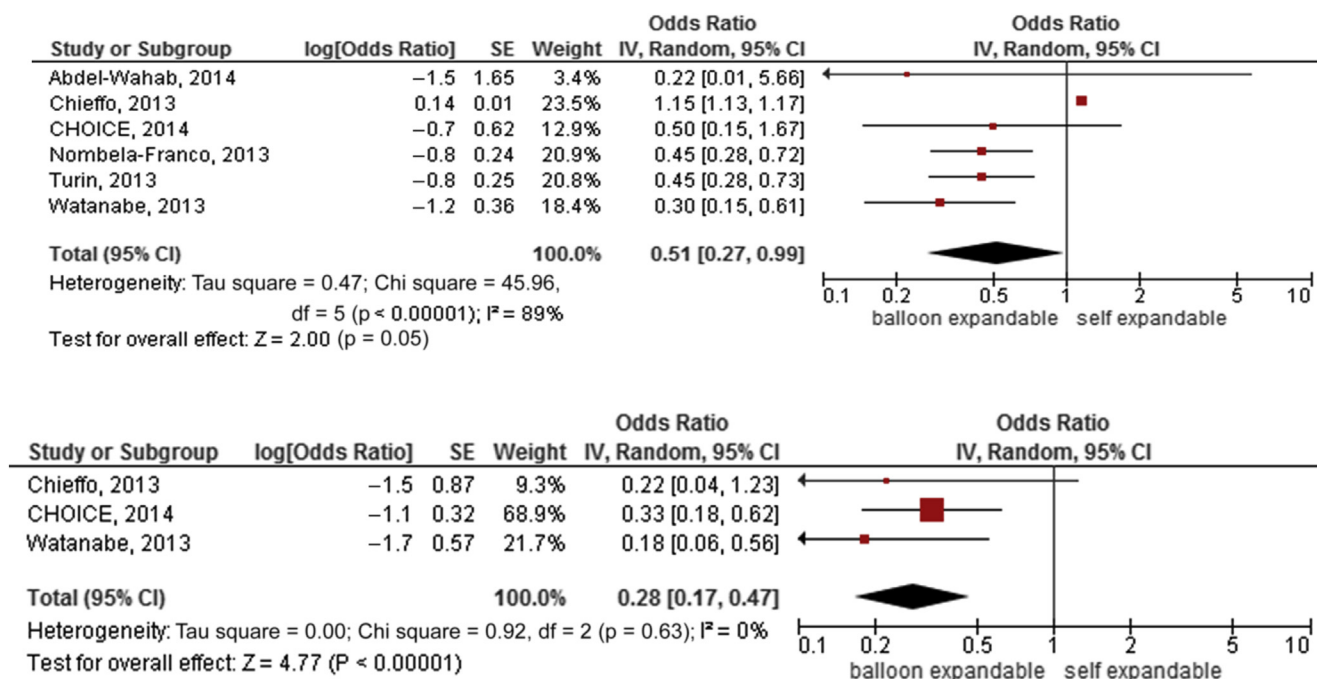 Odds Ratio Odds Ratio
Study or Subgroup log[Odds Ratio] SE Weight IV, Random, 95% CI IV, Random, 95% CI
Abdel-Wahab, 2014 −1.5 1.65 3.4% 0.22 [0.01, 5.66]
Chieffo, 2013 0.14 0.01 23.5% 1.15 [1.13, 1.17]
CHOICE, 2014 −0.7 0.62 12.9% 0.50 [0.15, 1.67]
Nombela-Franco, 2013 −0.8 0.24 20.9% 0.45 [0.28, 0.72]
Turin, 2013 −0.8 0.25 20.8% 0.45 [0.28, 0.73]
Watanabe, 2013 −1.2 0.36 18.4% 0.30 [0.15, 0.61]
Total (95% CI) 100.0% 0.51 [0.27, 0.99]
Heterogeneity: Tau square = 0.47; Chi square = 45.96,
df = 5 (p < 0.00001); I² = 89%
Test for overall effect: Z = 2.00 (p = 0.05)
0.1 0.2 0.5 1 2 5 10
balloon expandable self expandable
Odds Ratio Odds Ratio
Study or Subgroup log[Odds Ratio] SE Weight IV, Random, 95% CI IV, Random, 95% CI
Chieffo, 2013 −1.5 0.87 9.3% 0.22 [0.04, 1.23]
CHOICE, 2014 −1.1 0.32 68.9% 0.33 [0.18, 0.62]
Watanabe, 2013 −1.7 0.57 21.7% 0.18 [0.06, 0.56]
Total (95% CI) 100.0% 0.28 [0.17, 0.47]
Heterogeneity: Tau square = 0.00; Chi square = 0.92, df = 2 (p = 0.63); I² = 0%
Test for overall effect: Z = 4.77 (P < 0.00001)
0.1 0.2 0.5 1 2 5 10
balloon expandable self expandable